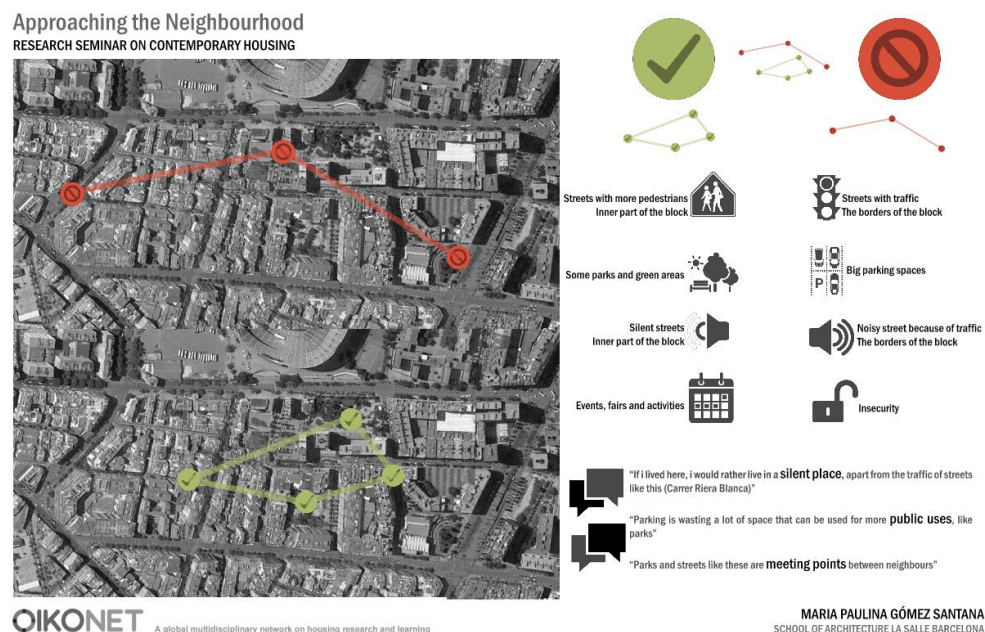 Approaching the Neighbourhood
RESEARCH SEMINAR ON CONTEMPORARY HOUSING
Streets with more pedestrians
Inner part of the block
Streets with traffic
The borders of the block
Some parks and green areas
P
Big parking spaces
Silent streets
Inner part of the block
Noisy street because of traffic
The borders of the block
Events, fairs and activities
Insecurity
“If i lived here, i would rather live in a silent place, apart from the traffic of streets
like this (Carrer Riera Blanca)”
“Parking is wasting a lot of space that can be used for more public uses, like
parks”
“Parks and streets like these are meeting points between neighbours”
OIKONET
A global multidisciplinary network on housing research and learning
MARIA PAULINA GÓMEZ SANTANA
SCHOOL OF ARCHITECTURE LA SALLE BARCELONA